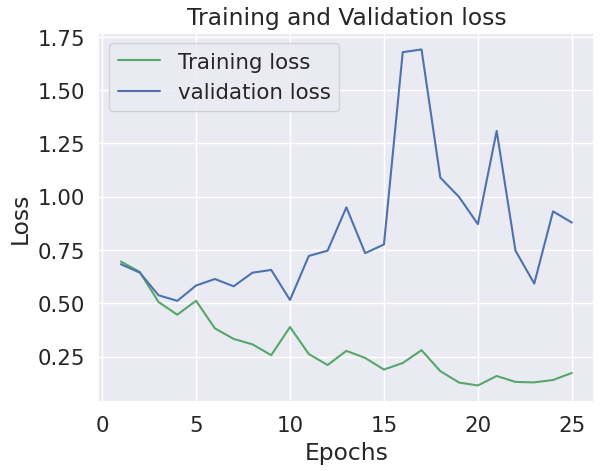 Training and Validation loss
Training loss
validation loss
1.75
1.50
1.25
1.00
0.75
0.50
0.25
Loss
0 5 10 15 20 25
Epochs